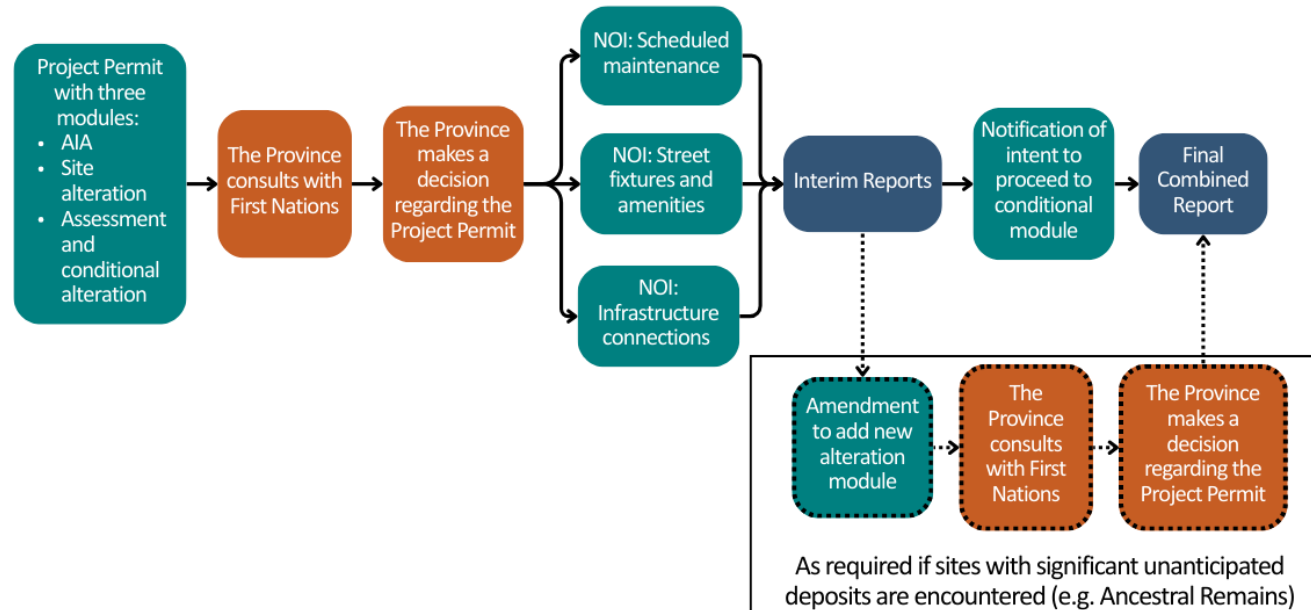 Project Permit
with three
modules:
• AIA
• Site
alteration
• Assessment
and
conditional
alteration
The Province
consults with
First Nations
The Province
makes a
decision
regarding the
Project Permit
NOI: Scheduled
maintenance
NOI: Street
fixtures and
amenities
NOI:
Infrastructure
connections
Interim Reports
Notification of
intent to
proceed to
conditional
module
Final
Combined
Report
Amendment
to add new
alteration
module
The
Province
consults
with First
Nations
The Province
makes a
decision
regarding the
Project Permit
As required if sites with significant unanticipated
deposits are encountered (e.g. Ancestral Remains)